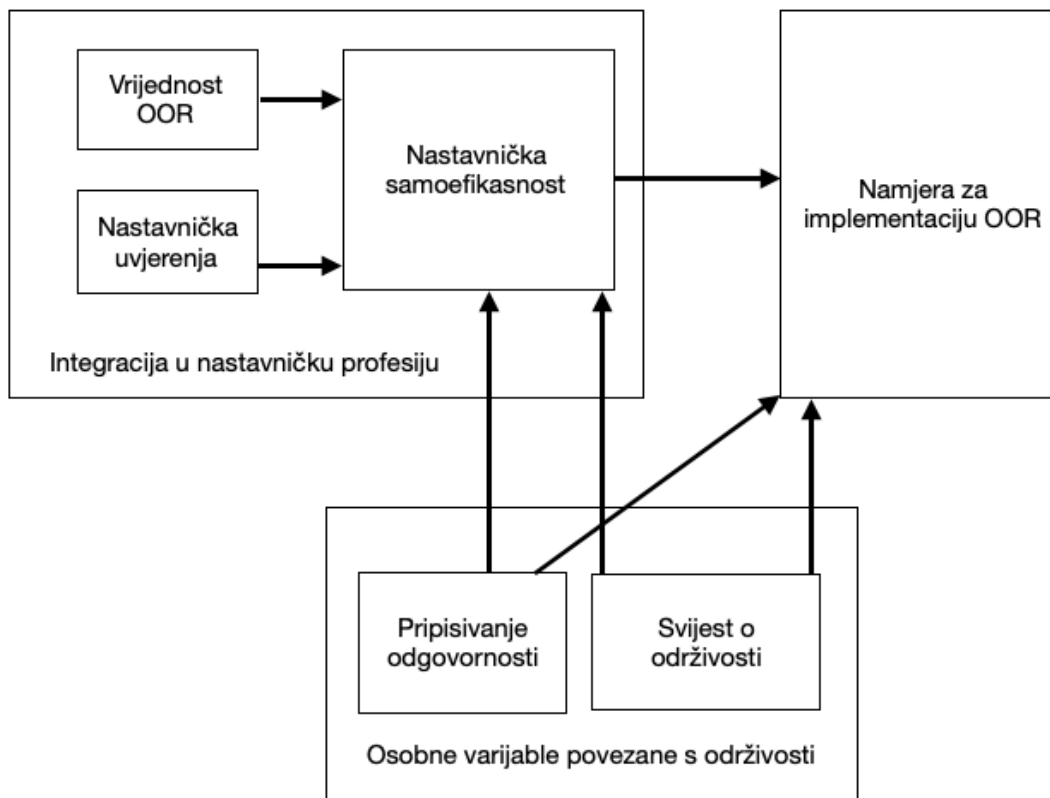 Vrijednost
OOR
Nastavnička
samoefikasnost
Namjera za
implementaciju OOR
Nastavnička
uvjerenja
Integracija u nastavničku profesiju
Pripisivanje
odgovornosti
Svijest o
održivosti
Osobne varijable povezane s održivosti